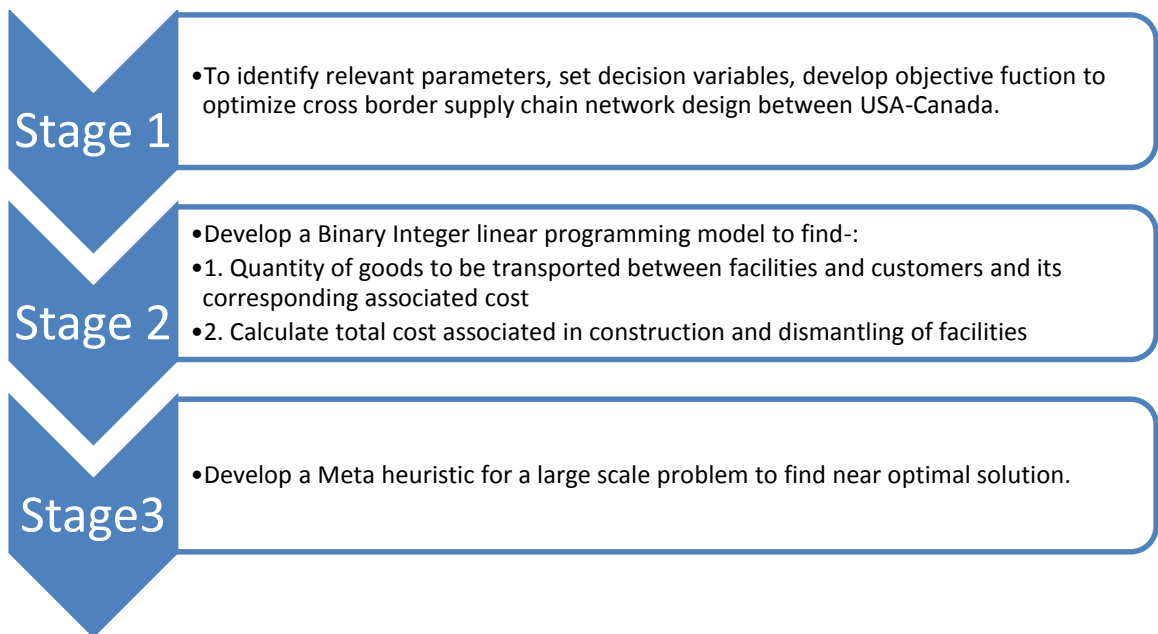 Stage 1
•To identify relevant parameters, set decision variables, develop objective fuction to
optimize cross border supply chain network design between USA-Canada.
Stage 2
•Develop a Binary Integer linear programming model to find-:
•1. Quantity of goods to be transported between facilities and customers and its
corresponding associated cost
•2. Calculate total cost associated in construction and dismantling of facilities
Stage3
•Develop a Meta heuristic for a large scale problem to find near optimal solution.